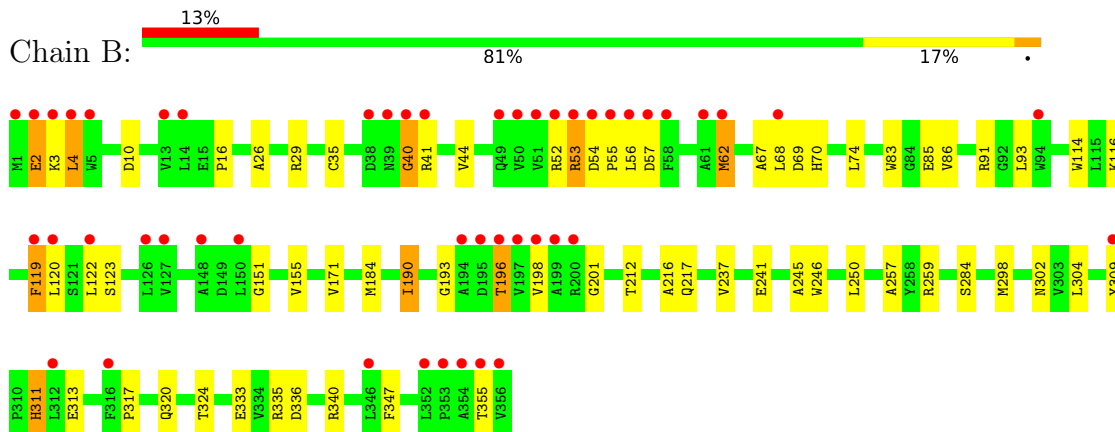 13%
Chain B:
81% 17% •
M1 E2 K3 L4 W5 D10 V13 L14 E15 P16 A26 R29 C35 D38 N39 G40 R41 V44 Q49 V50 V51 R52 R53 D54 P55 L56 D57 F58 A61 M62 A67 L68 D69 H70 L74 W83 G84 E85 V86 R91 G92 L93 W94 W114 L115 K116
F119 L120 S121 L122 S123 L126 V127 A148 D149 L150 G151 V155 V171 M184 I190 G193 A194 D195 T196 V197 V198 A199 R200 G201 T212 A216 Q217 V237 E241 A245 W246 L250 A257 Y258 R259 S284 M298 N302 V303 L304
P310 H311 L312 E313 F316 P317 Q320 T324 E333 V334 R335 D336 R340 L346 F347 L352 P353 A354 T355 V356